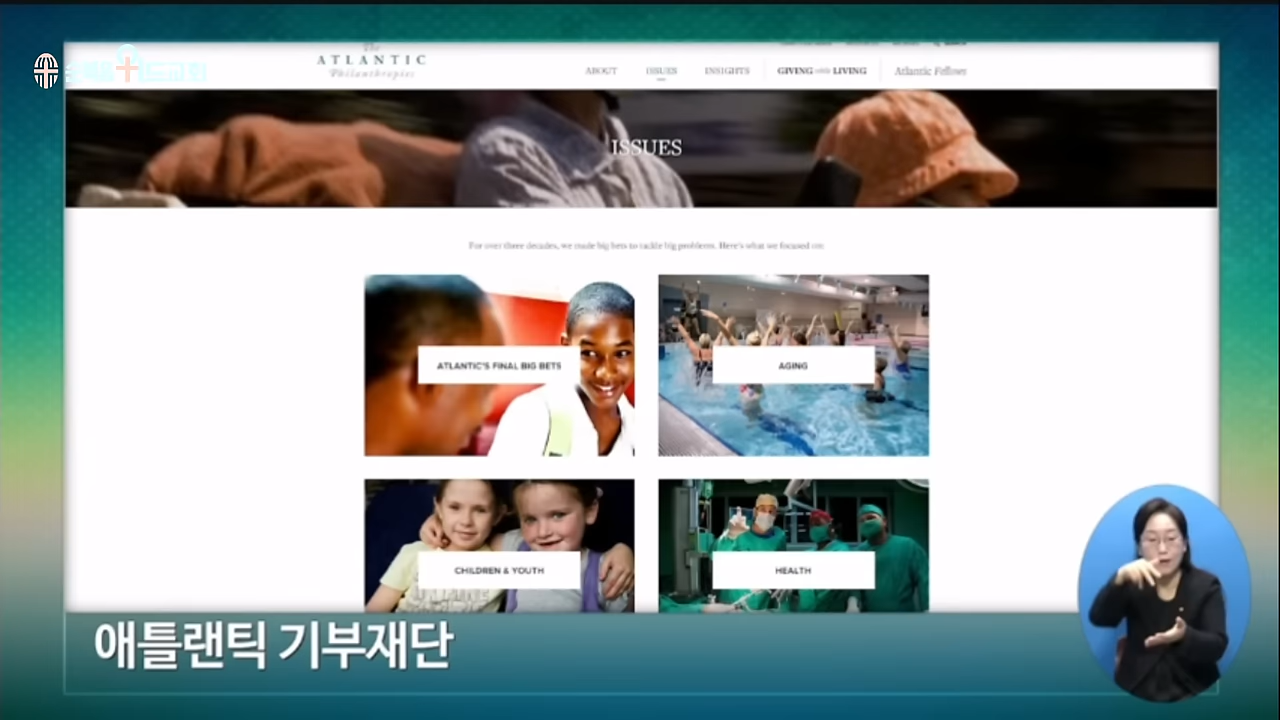 The
ATLANTIC
Philanthropies
ABOUT
ISSUES
INSIGHTS
GIVING while LIVING
Atlantic Fellows
ISSUES
For over three decades, we made big bets to tackle big problems. Here's what we focused on:
ATLANTIC'S FINAL BIG BETS
AGING
CHILDREN & YOUTH
HEALTH
애틀랜틱 기부재단